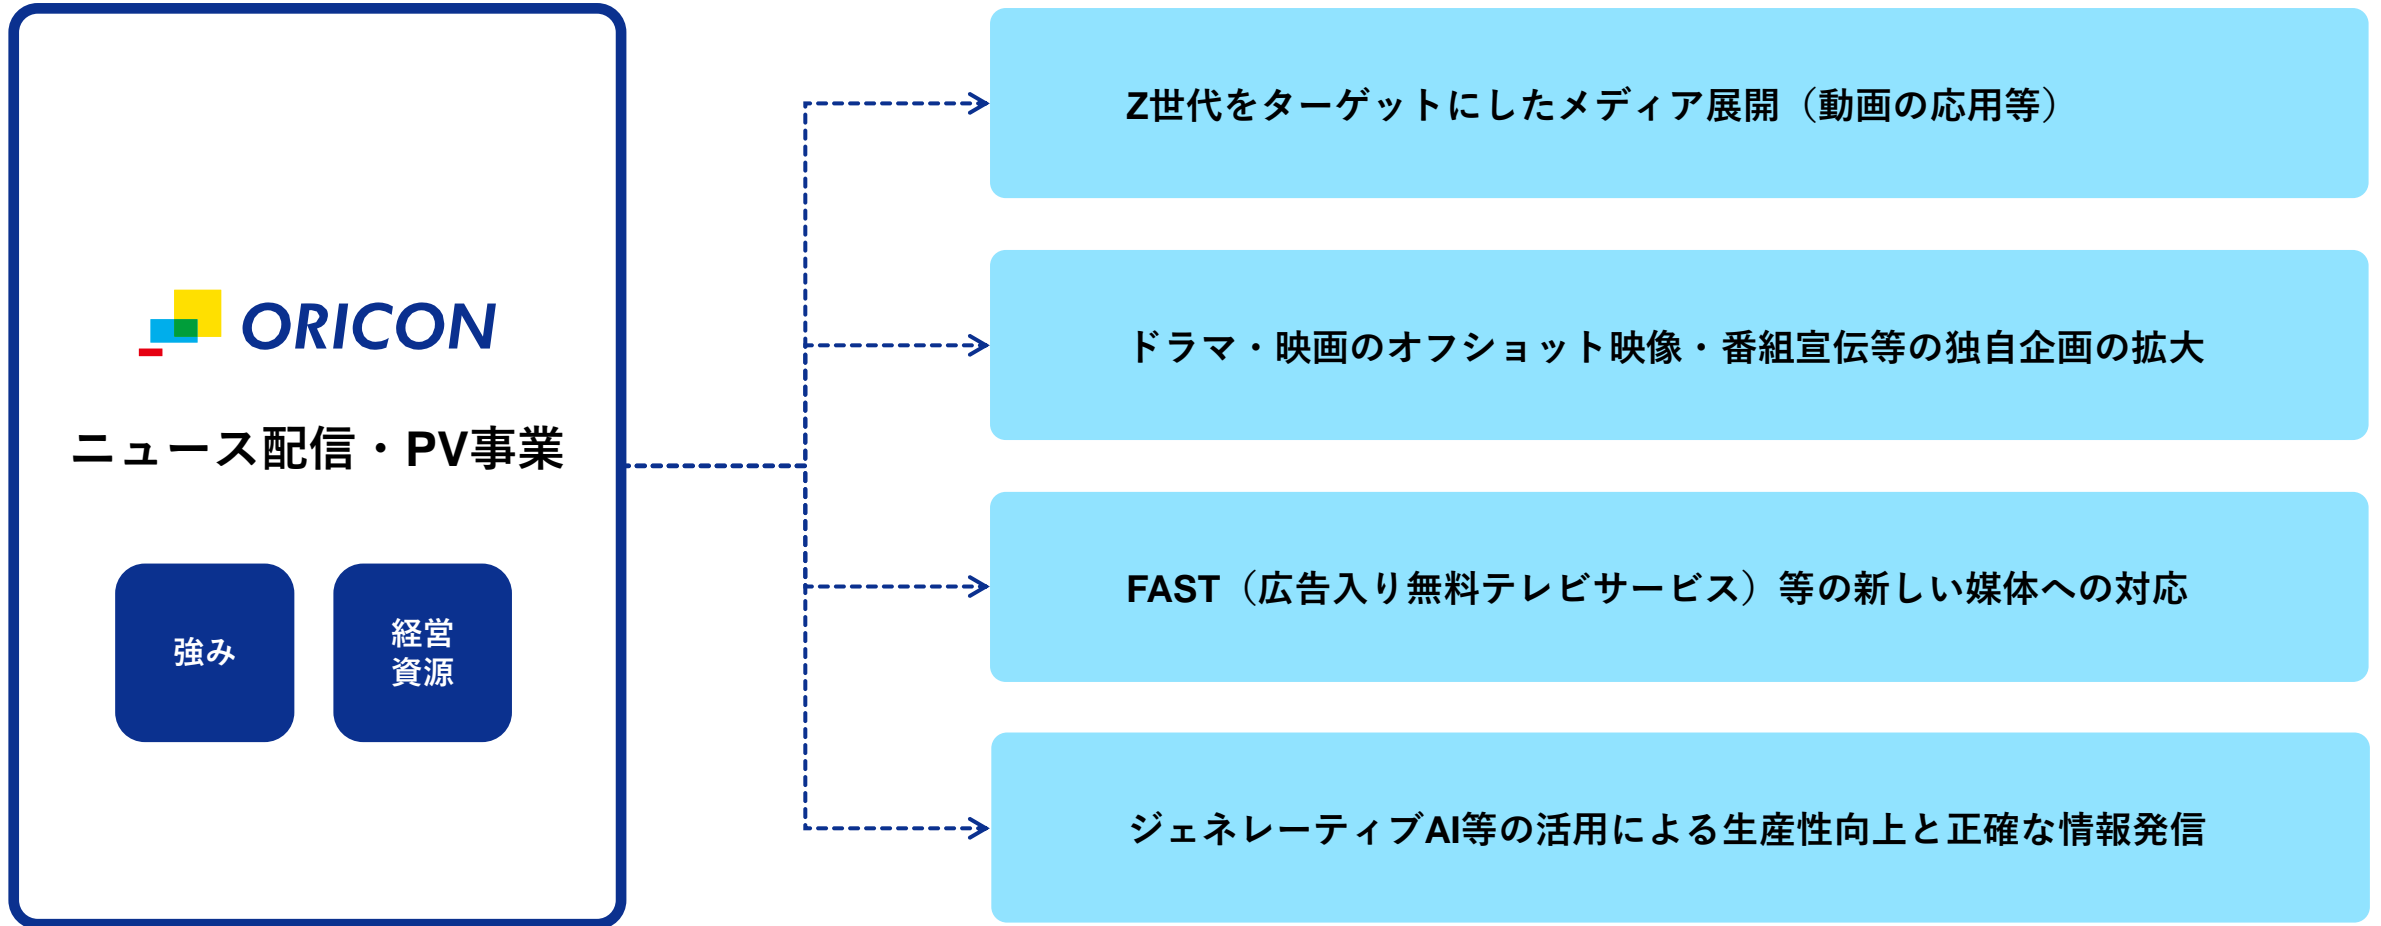 ORICON
ニュース配信・PV事業
強み
経営
資源
Z世代をターゲットにしたメディア展開（動画の応用等）
ドラマ・映画のオフショット映像・番組宣伝等の独自企画の拡大
FAST（広告入り無料テレビサービス）等の新しい媒体への対応
ジェネレーティブAI等の活用による生産性向上と正確な情報発信